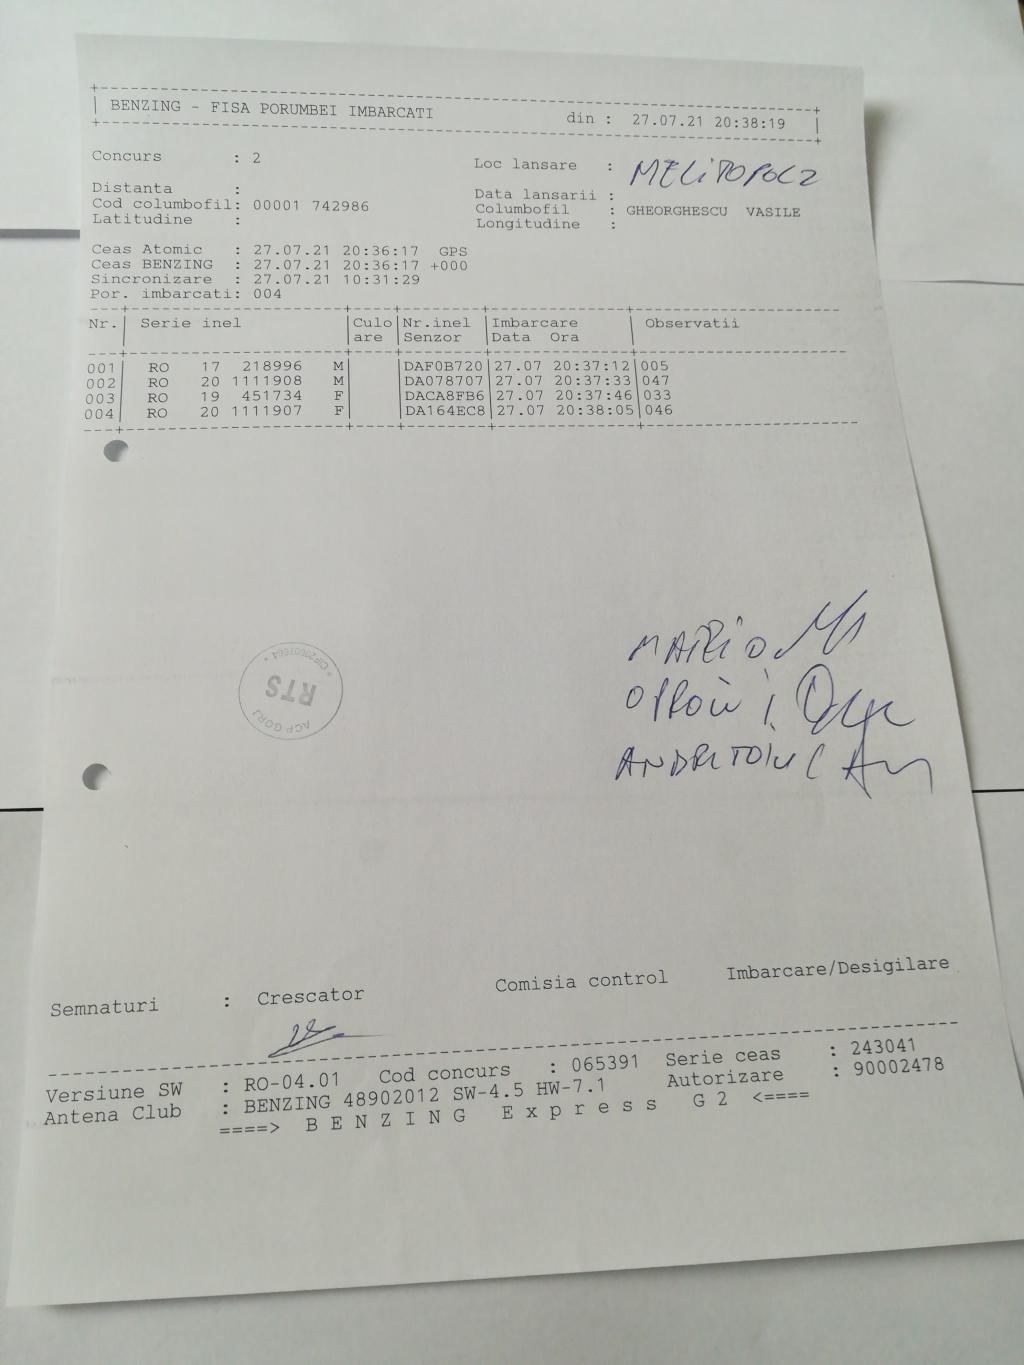 BENZING - FISA PORUMBEI IMBARCATI din : 27.07.21 20:38:19
Concurs : 2 Loc lansare : MELITOPOL 2
Distanta : Data lansarii :
Cod columbofil: 00001 742986 Columbofil : GHEORGHESCU VASILE
Latitudine : Longitudine :
Ceas Atomic : 27.07.21 20:36:17 GPS
Ceas BENZING : 27.07.21 20:36:17 +000
Sincronizare : 27.07.21 10:31:29
Por. imbarcati: 004
Nr. Serie inel Culo Nr.inel Imbarcare Observatii
are Senzor Data Ora
001 RO 17 218996 M DAF0B720 27.07 20:37:12 005
002 RO 20 1111908 M DA078707 27.07 20:37:33 047
003 RO 19 451734 F DACA8FB6 27.07 20:37:46 033
004 RO 20 1111907 F DA164EC8 27.07 20:38:05 046
ACP GORJ
RTS
Semnaturi : Crescator Comisia control Imbarcare/Desigilare
Versiune SW : RO-04.01 Cod concurs : 065391 Serie ceas : 243041
Antena Club : BENZING 48902012 SW-4.5 HW-7.1 Autorizare : 90002478
====> B E N Z I N G E x p r e s s G 2 <====